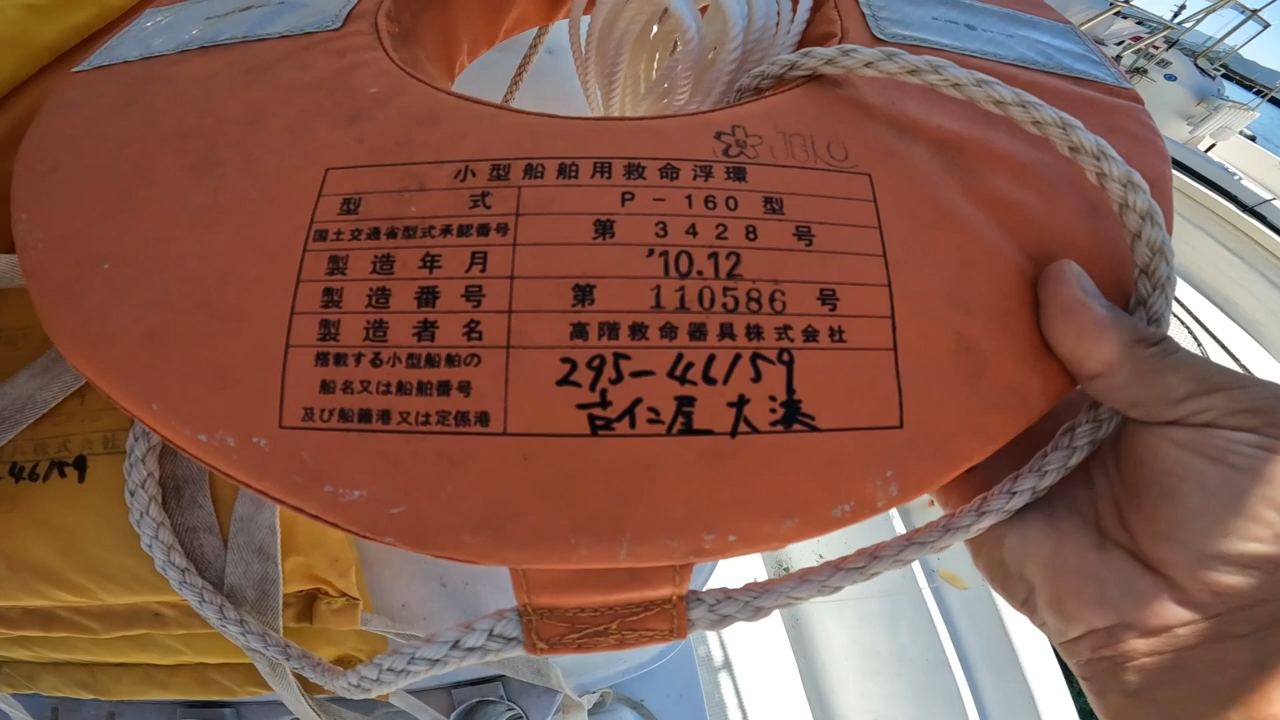 小型船舶用救命浮環
型式 P-160 型
国土交通省型式承認番号 第 3428 号
製造年月 '10.12
製造番号 第 110586 号
製造者名 高階救命器具株式会社
搭載する小型船舶の
船名又は船舶番号
及び船籍港又は定係港
295-46159
古仁屋 大湊
46159